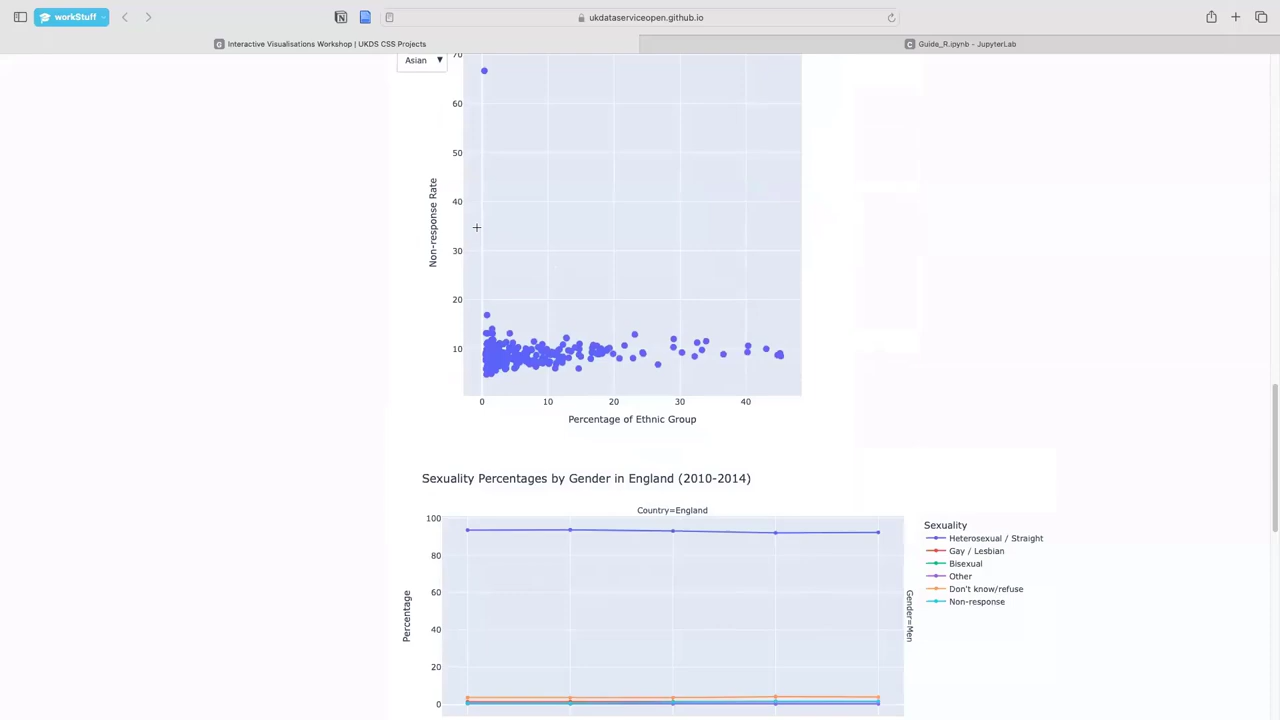 workStuff
ukdataserviceopen.github.io
Interactive Visualisations Workshop | UKDS CSS Projects
Guide_R.ipynb - JupyterLab
Asian ▼
70
60
50
40
30
20
10
Non-response Rate
0 10 20 30 40
Percentage of Ethnic Group
Sexuality Percentages by Gender in England (2010-2014)
Country=England
100
80
60
40
20
0
Percentage
Gender=Men
Sexuality
Heterosexual / Straight
Gay / Lesbian
Bisexual
Other
Don't know/refuse
Non-response